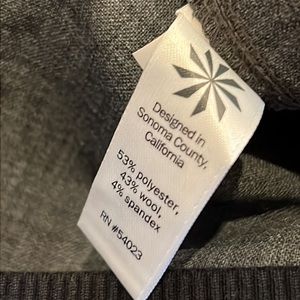 Designed in
Sonoma County,
California
53% polyester,
43% wool,
4% spandex
RN #54023